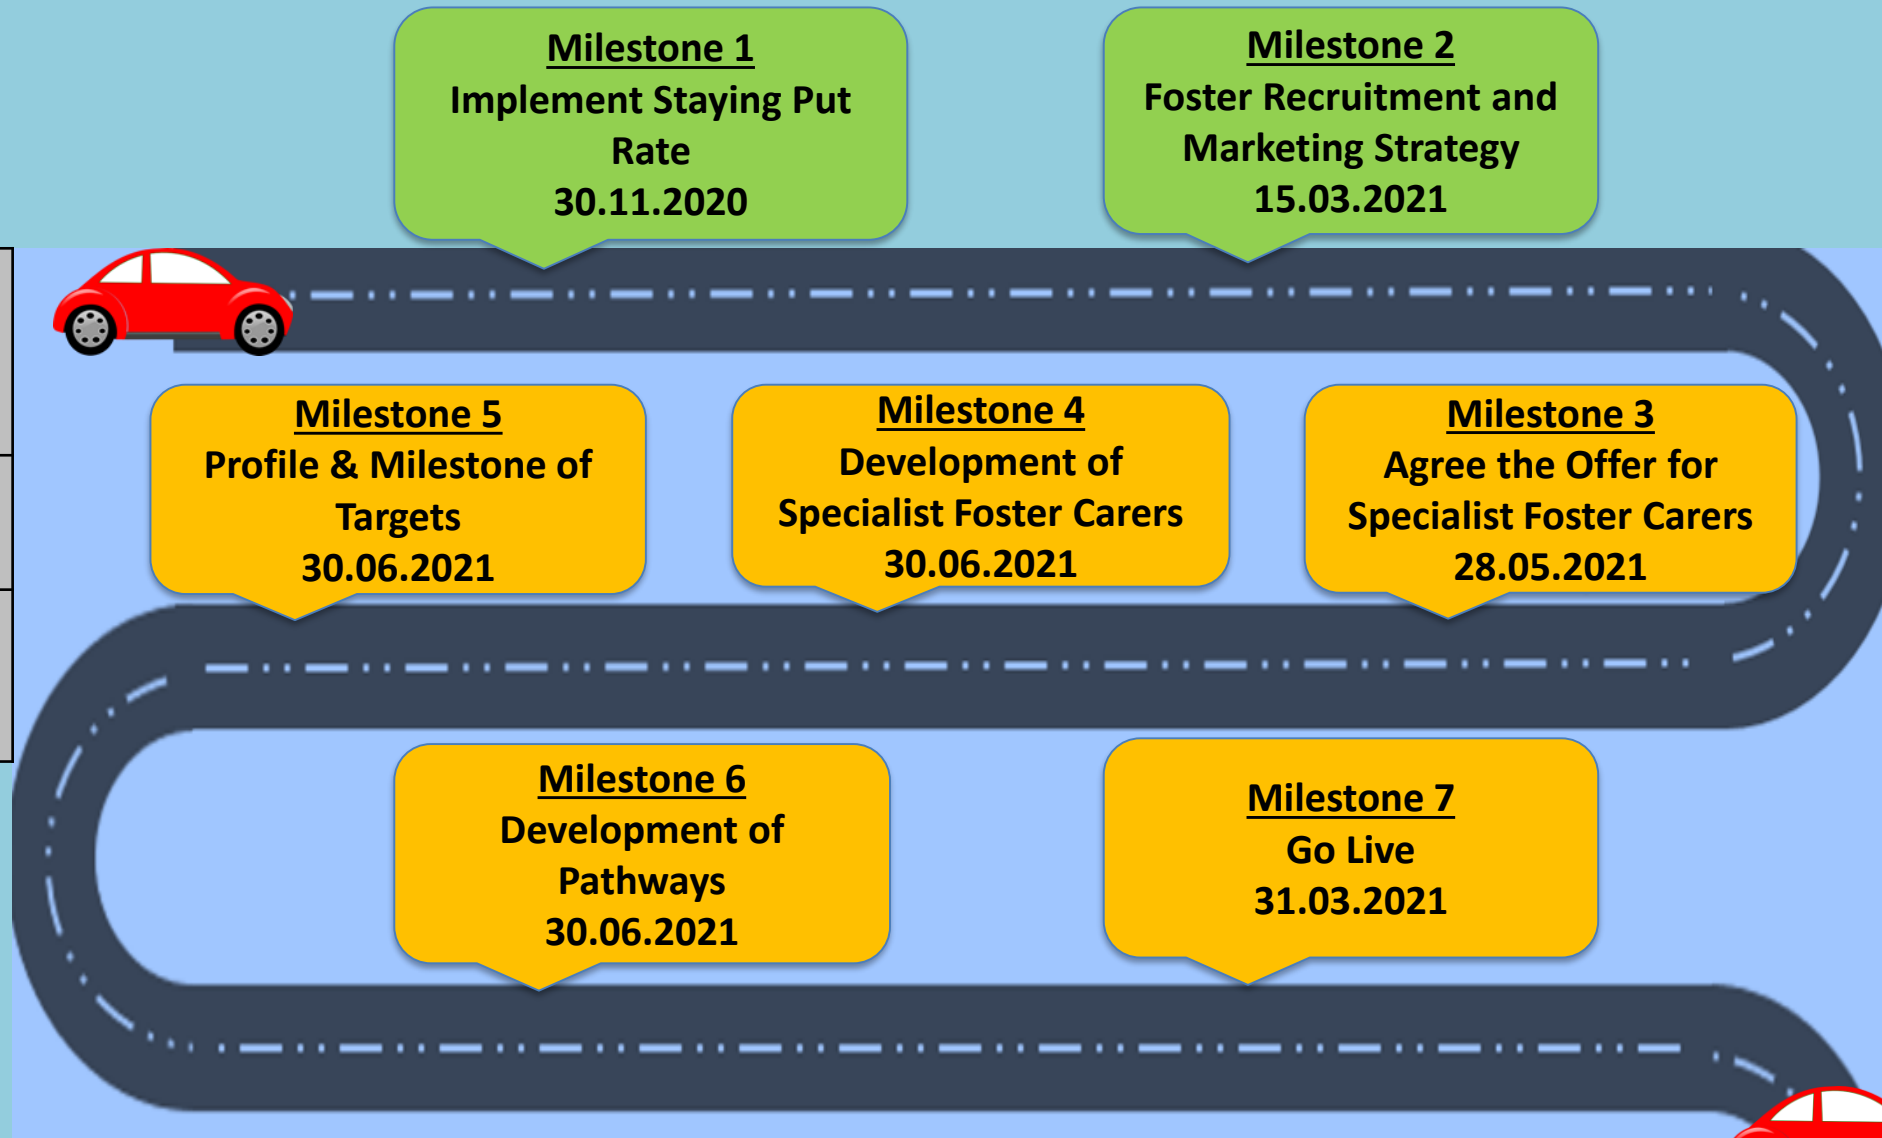 Milestone 1
Implement Staying Put
Rate
30.11.2020
Milestone 2
Foster Recruitment and
Marketing Strategy
15.03.2021
Milestone 3
Agree the Offer for
Specialist Foster Carers
28.05.2021
Milestone 4
Development of
Specialist Foster Carers
30.06.2021
Milestone 5
Profile & Milestone of
Targets
30.06.2021
Milestone 6
Development of
Pathways
30.06.2021
Milestone 7
Go Live
31.03.2021